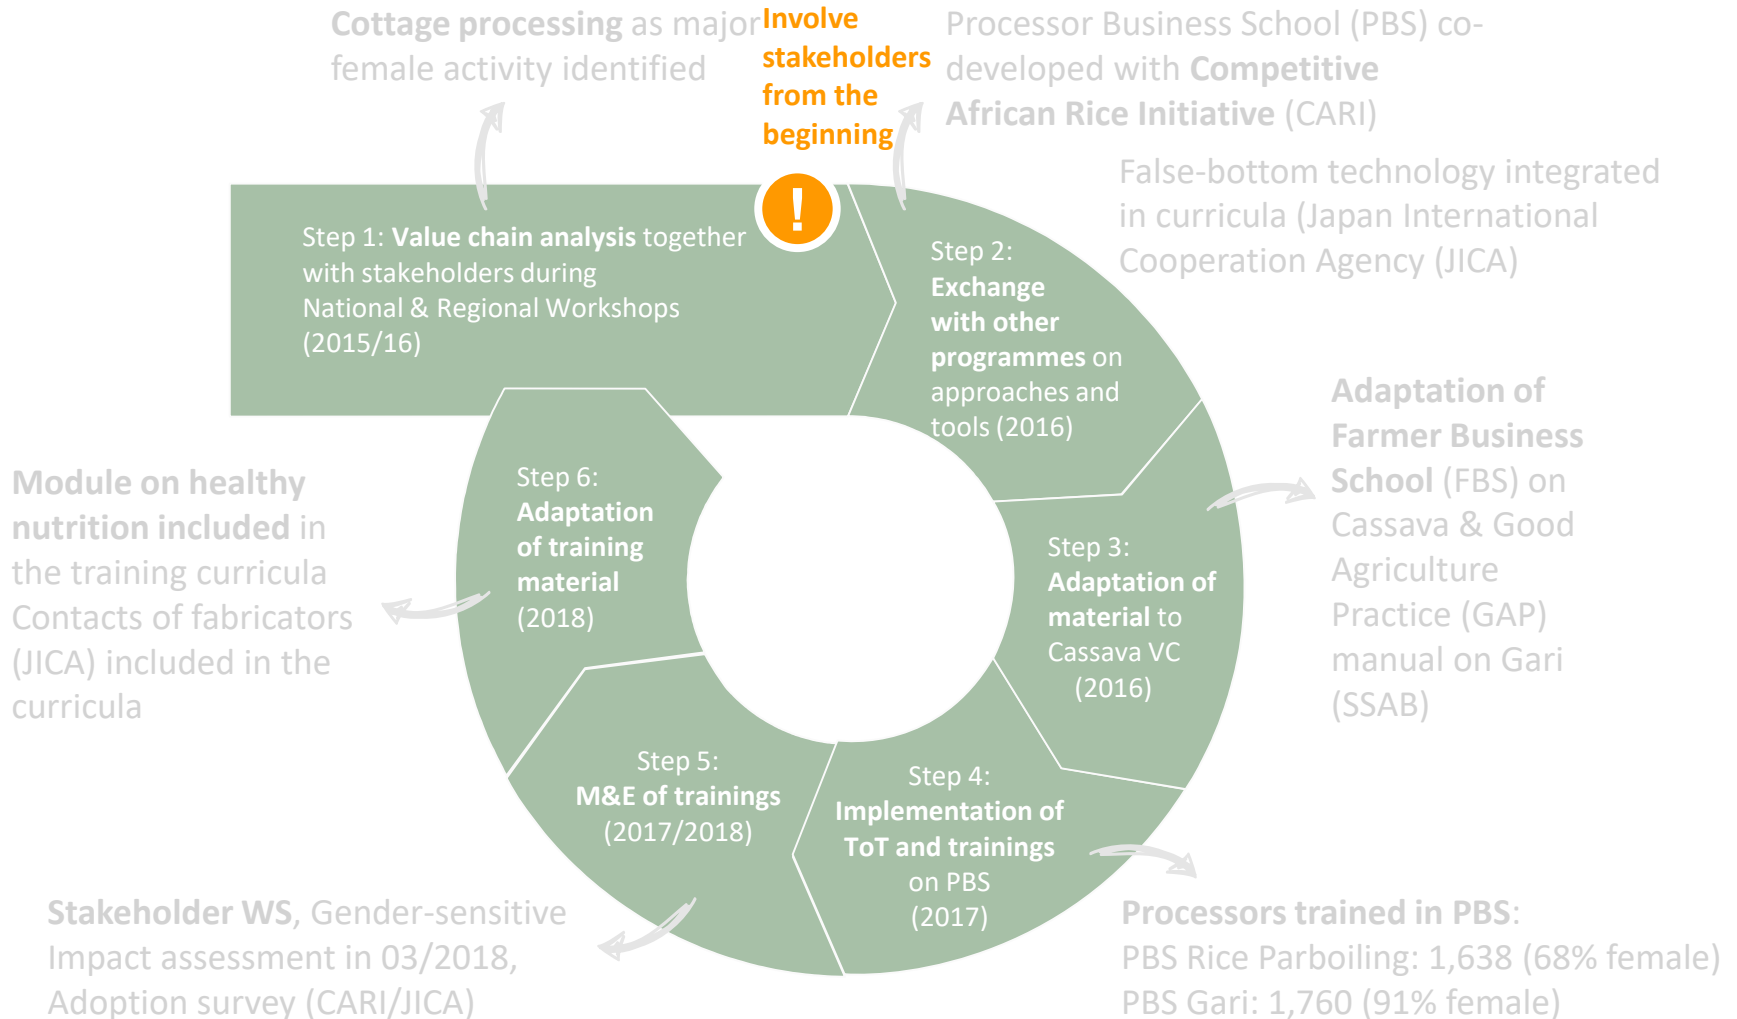 Cottage processing as major
female activity identified
Involve
stakeholders
from the
beginning
Processor Business School (PBS) co-
developed with Competitive
African Rice Initiative (CARI)
False-bottom technology integrated
in curricula (Japan International
Cooperation Agency (JICA)
!
Step 1: Value chain analysis together
with stakeholders during
National & Regional Workshops
(2015/16)
Step 2:
Exchange
with other
programmes on
approaches and
tools (2016)
Adaptation of
Farmer Business
School (FBS) on
Cassava & Good
Agriculture
Practice (GAP)
manual on Gari
(SSAB)
Step 3:
Adaptation of
material to
Cassava VC
(2016)
Step 4:
Implementation of
ToT and trainings
on PBS
(2017)
Processors trained in PBS:
PBS Rice Parboiling: 1,638 (68% female)
PBS Gari: 1,760 (91% female)
Step 5:
M&E of trainings
(2017/2018)
Stakeholder WS, Gender-sensitive
Impact assessment in 03/2018,
Adoption survey (CARI/JICA)
Step 6:
Adaptation
of training
material
(2018)
Module on healthy
nutrition included in
the training curricula
Contacts of fabricators
(JICA) included in the
curricula